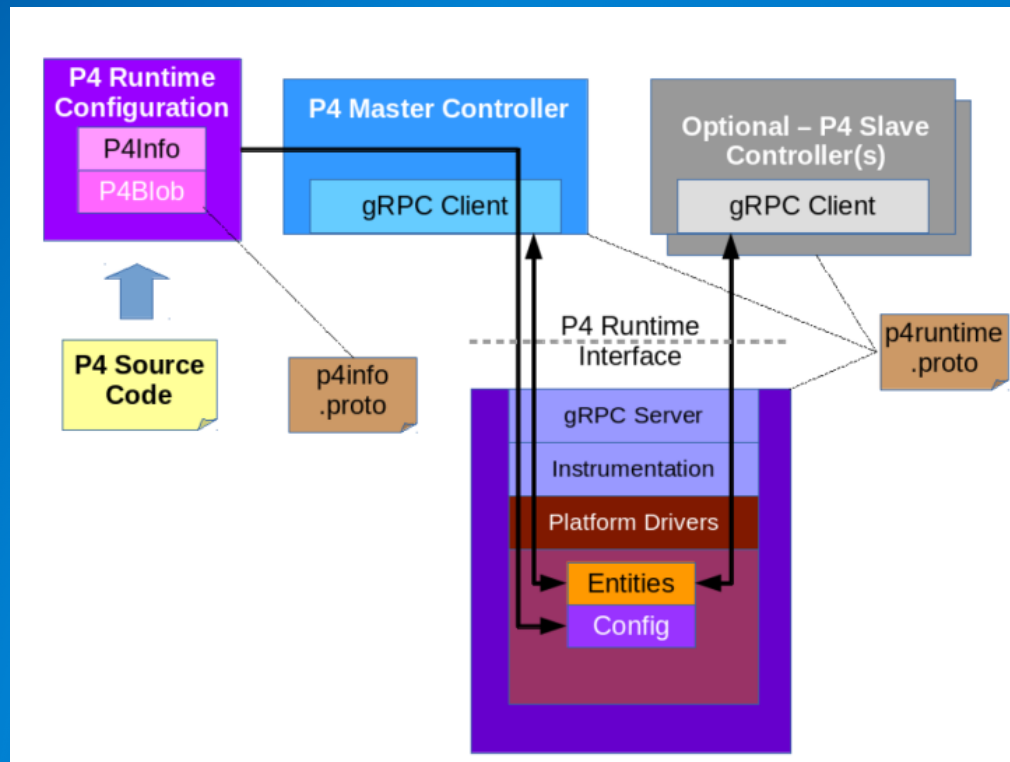 P4 Runtime
Configuration
P4Info
P4Blob
P4 Master Controller
gRPC Client
Optional – P4 Slave
Controller(s)
gRPC Client
P4 Source
Code
p4info
.proto
P4 Runtime
Interface
p4runtime
.proto
gRPC Server
Instrumentation
Platform Drivers
Entities
Config